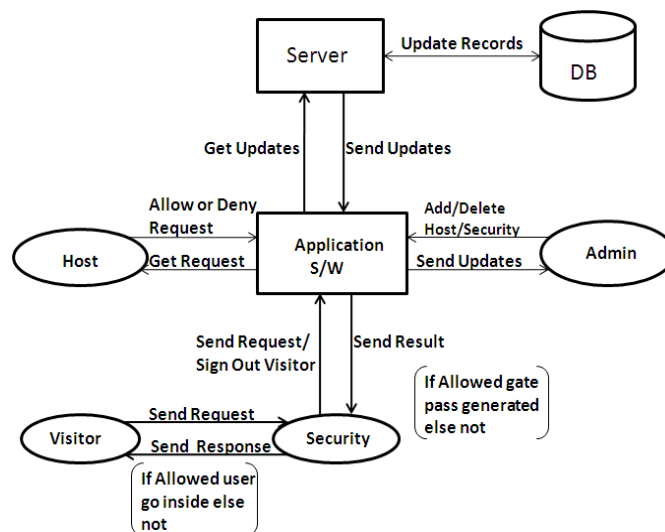 Server
Update Records
DB
Get Updates
Send Updates
Allow or Deny
Request
Add/Delete
Host/Security
Host
Application
S/W
Admin
Get Request
Send Updates
Send Request/
Sign Out Visitor
Send Result
If Allowed gate
pass generated
else not
Send Request
Visitor
Security
Send Response
If Allowed user
go inside else
not